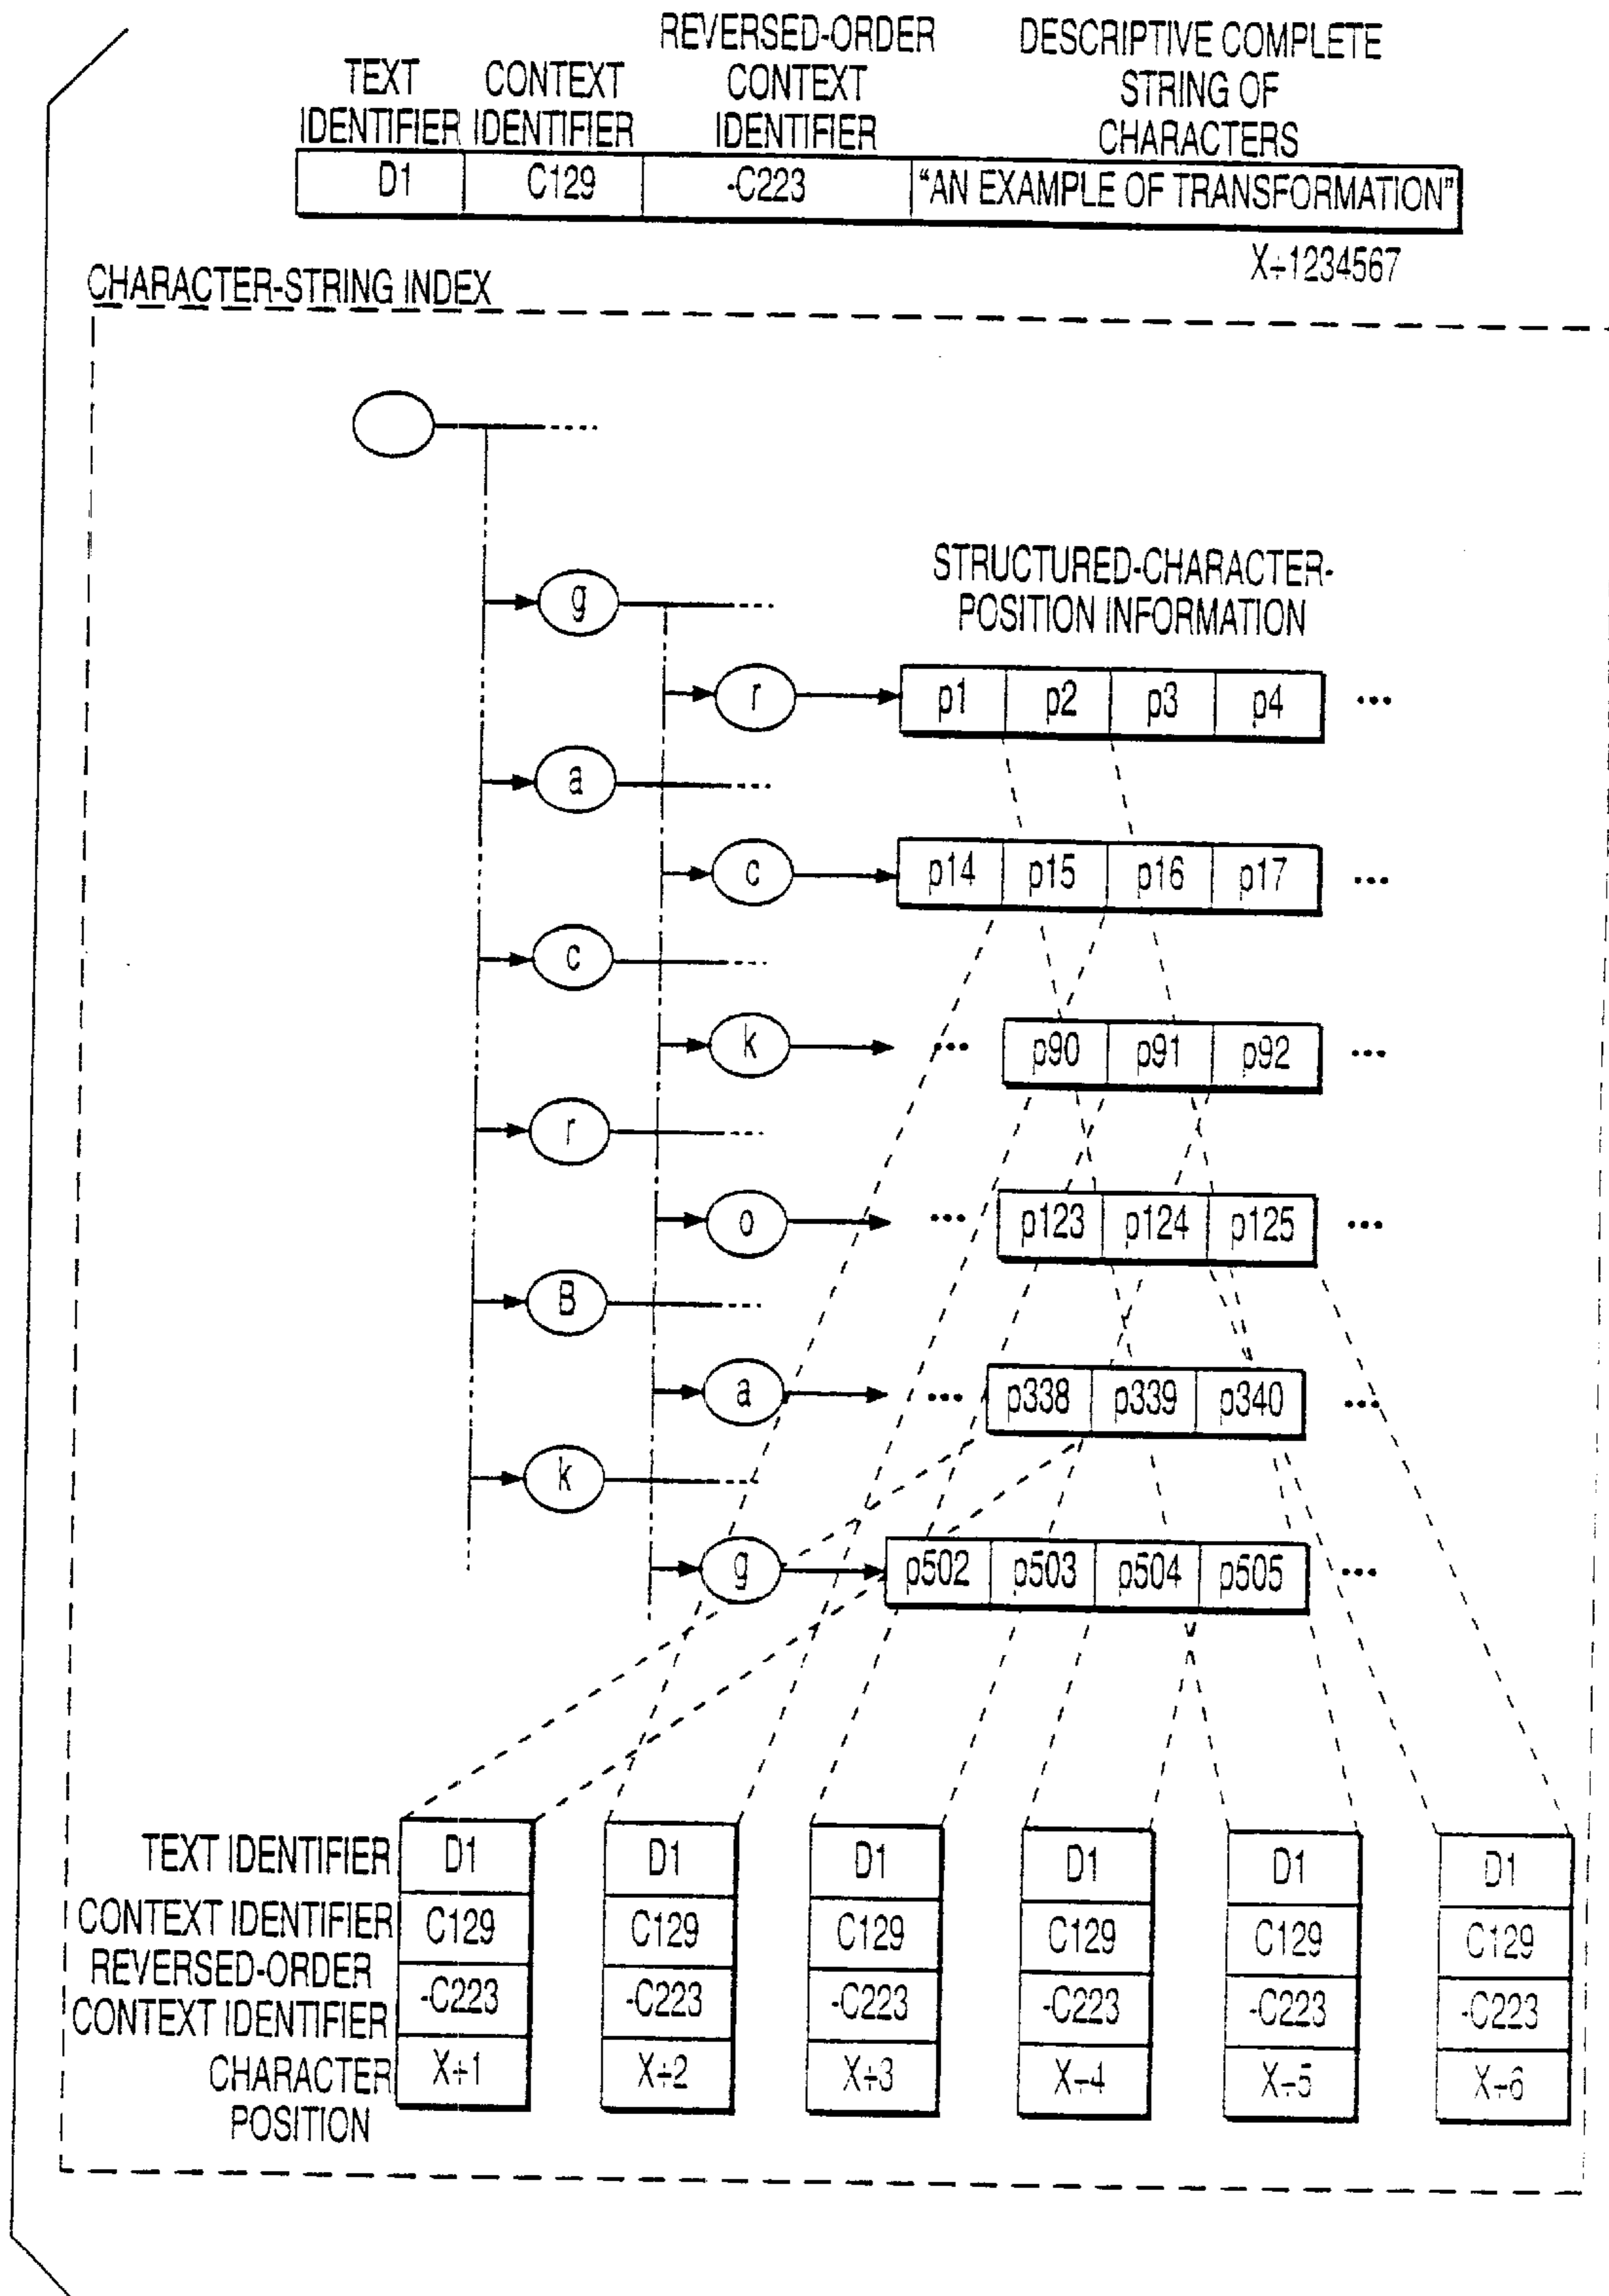 REVERSED-ORDER DESCRIPTIVE COMPLETE
TEXT CONTEXT CONTEXT STRING OF
IDENTIFIER IDENTIFIER IDENTIFIER CHARACTERS
D1 C129 -C223 "AN EXAMPLE OF TRANSFORMATION"
X+1234567
CHARACTER-STRING INDEX
STRUCTURED-CHARACTER-
g POSITION INFORMATION
r p1 p2 p3 p4 ...
a
c p14 p15 p16 p17 ...
c
k ... p90 p91 p92 ...
r
o ... p123 p124 p125 ...
B
a ... p338 p339 p340 ...
k
g p502 p503 p504 p505 ...
TEXT IDENTIFIER D1 D1 D1 D1 D1 D1
CONTEXT IDENTIFIER C129 C129 C129 C129 C129 C129
REVERSED-ORDER
CONTEXT IDENTIFIER -C223 -C223 -C223 -C223 -C223 -C223
CHARACTER X+1 X+2 X+3 X+4 X+5 X+6
POSITION